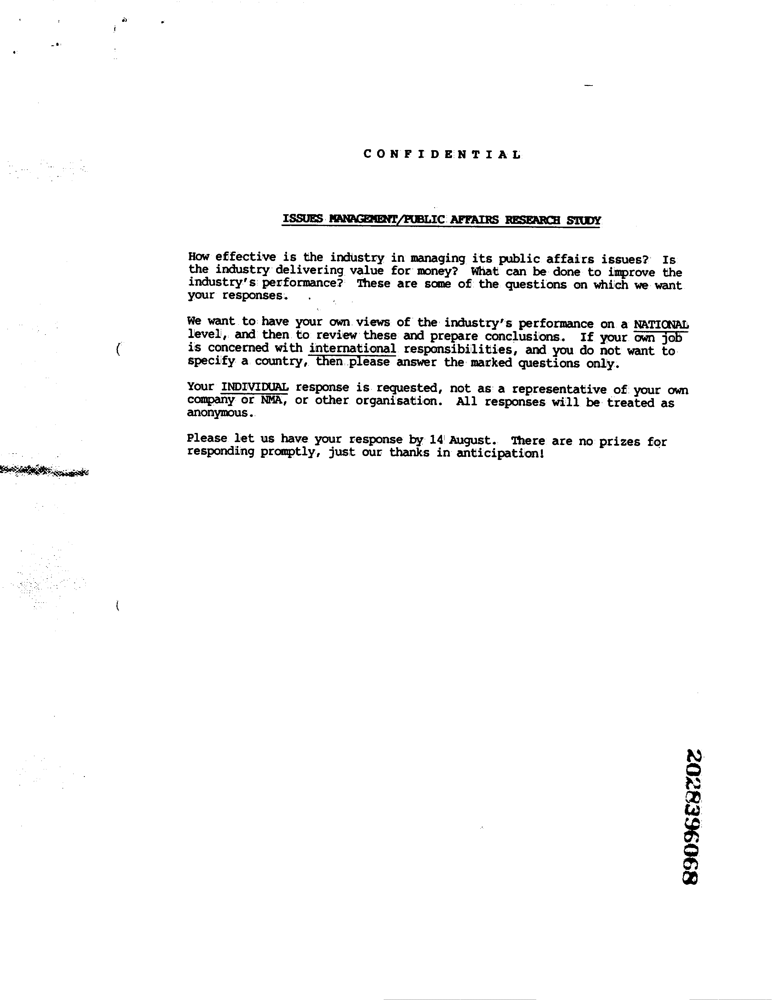 CONFIDENTIAL
ISSUES MANAGEMENT/PUBLIC AFFAIRS RESEARCH STUDY
How effective is the industry in managing its public affairs issues? Is
the industry delivering value for money? What can be done to improve the
industry's performance? These are some of the questions on which we want
your responses.
We want to have your own views of the industry's performance on a NATIONAL
level, and then to review these and prepare conclusions. If your own job
is concerned with international responsibilities, and you do not want to
specify a country, then please answer the marked questions only.
Your INDIVIDUAL response is requested, not as a representative of your own
company or NMA, or other organisation. All responses will be treated as
anonymous.
Please let us have your response by 14 August. There are no prizes for
responding promptly, just our thanks in anticipation!
2028396068